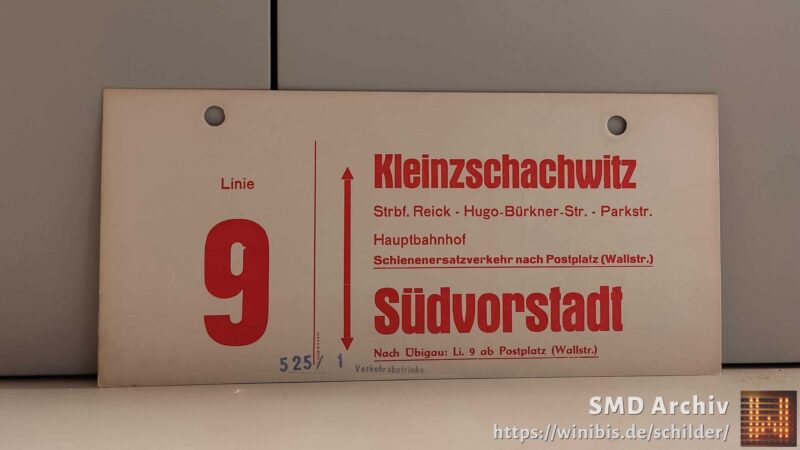 Linie
9
Kleinzschachwitz
Strbf. Reick - Hugo-Bürkner-Str. - Parkstr.
Hauptbahnhof
Schienenersatzverkehr nach Postplatz (Wallstr.)
Südvorstadt
Nach Übigau: Li. 9 ab Postplatz (Wallstr.)
525/ 1 Verkehrsbetriebe
SMD Archiv
https://winibis.de/schilder/